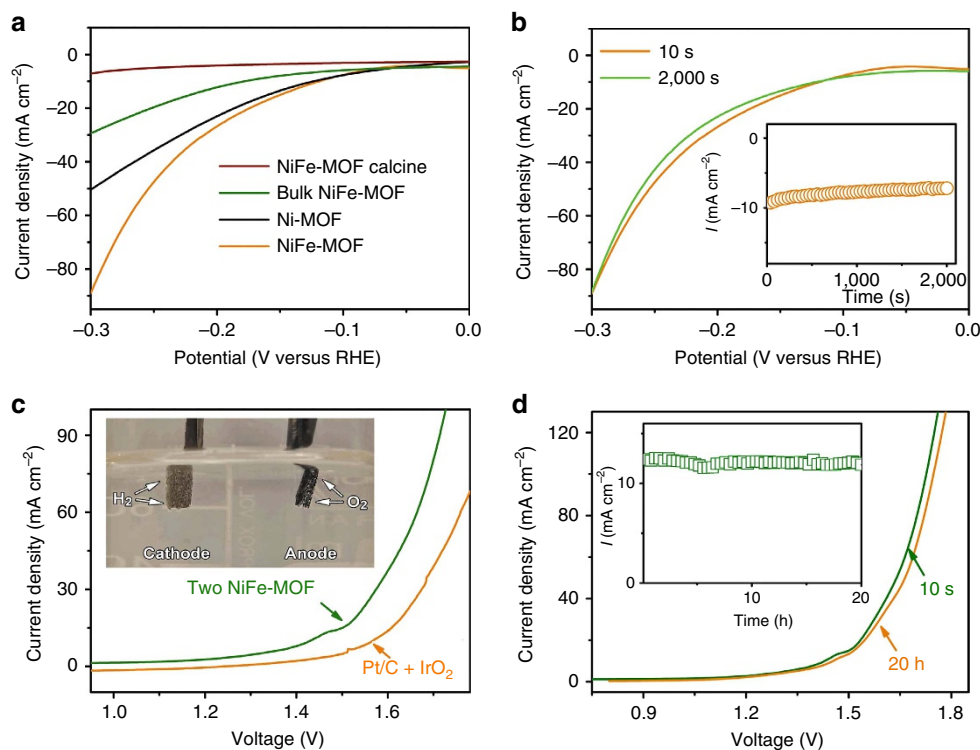 a
Current density (mA cm−2)
0
−20
−40
−60
−80
NiFe-MOF calcine
Bulk NiFe-MOF
Ni-MOF
NiFe-MOF
−0.3
−0.2
−0.1
0.0
Potential (V versus RHE)
b
Current density (mA cm−2)
0
−20
−40
−60
−80
10 s
2,000 s
I (mA cm−2)
0
−10
0
1,000
2,000
Time (s)
−0.3
−0.2
−0.1
0.0
Potential (V versus RHE)
c
Current density (mA cm−2)
90
60
30
0
H2
O2
Cathode
Anode
Two NiFe-MOF
Pt/C + IrO2
1.0
1.2
1.4
1.6
Voltage (V)
d
Current density (mA cm−2)
120
80
40
0
I (mA cm−2)
12
0
10
20
Time (h)
10 s
20 h
0.9
1.2
1.5
1.8
Voltage (V)